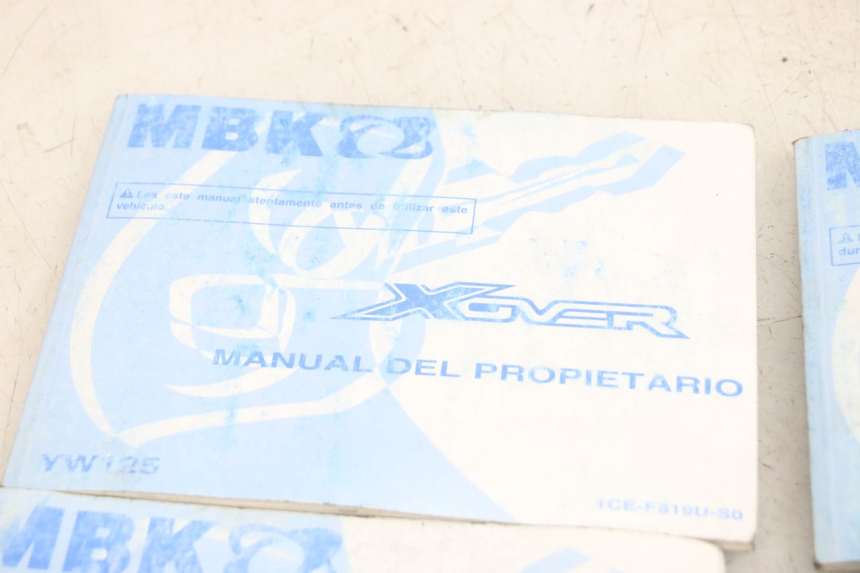 MBK
⚠ Lea este manual atentamente antes de utilizar este
vehículo.
XOVER
MANUAL DEL PROPIETARIO
YW125
1CE-F819U-S0
MBK